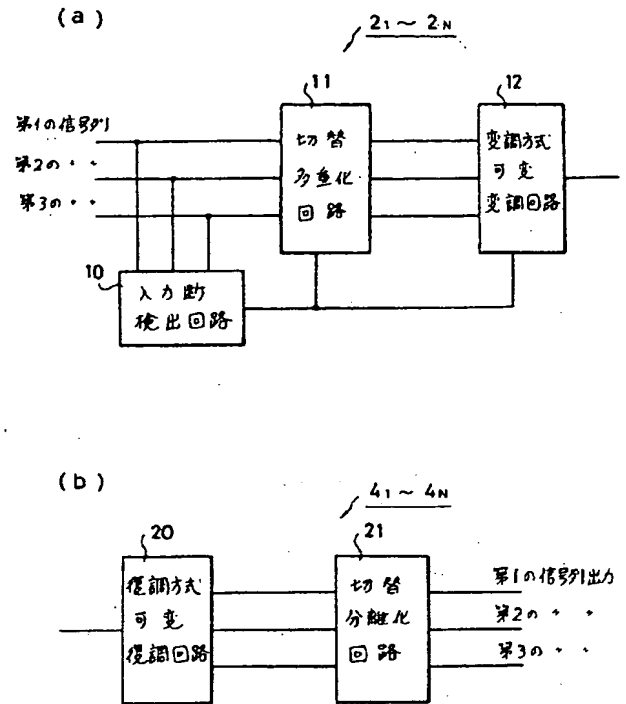 (a)
2₁～2ɴ
11
12
第1の信号列
第2の 〃 〃
第3の 〃 〃
切替
多重化
回路
変調方式
可変
変調回路
10
入力断
検出回路
(b)
4₁～4ɴ
20
21
復調方式
可変
復調回路
切替
分離化
回路
第1の信号列出力
第2の 〃 〃
第3の 〃 〃